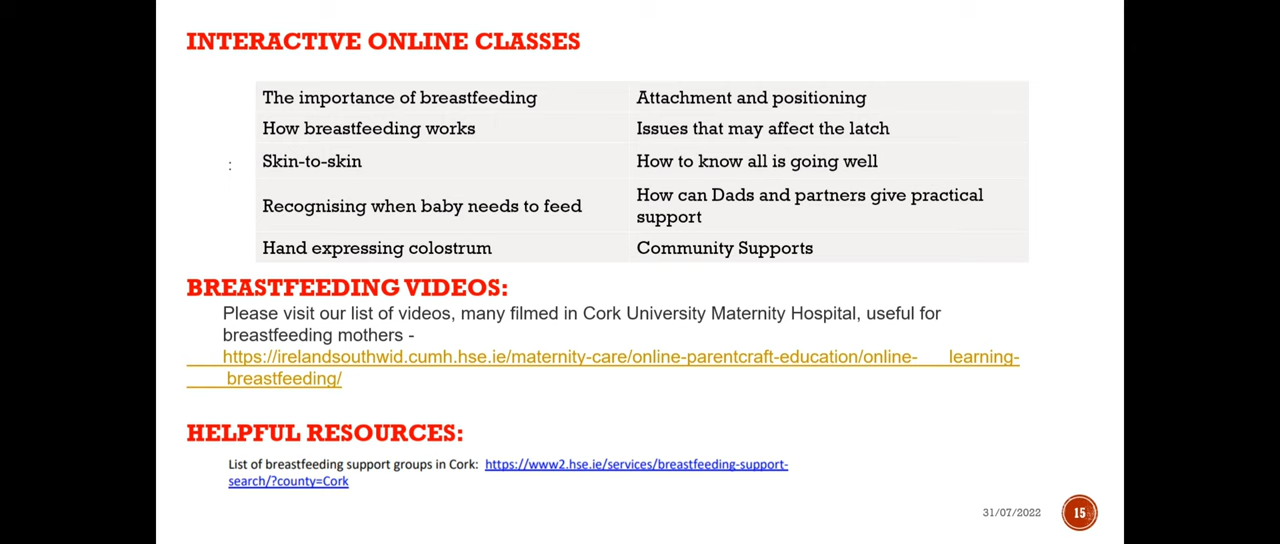 INTERACTIVE ONLINE CLASSES
The importance of breastfeeding
Attachment and positioning
How breastfeeding works
Issues that may affect the latch
:
Skin-to-skin
How to know all is going well
Recognising when baby needs to feed
How can Dads and partners give practical
support
Hand expressing colostrum
Community Supports
BREASTFEEDING VIDEOS:
Please visit our list of videos, many filmed in Cork University Maternity Hospital, useful for
breastfeeding mothers -
https://irelandsouthwid.cumh.hse.ie/maternity-care/online-parentcraft-education/online- learning-
breastfeeding/
HELPFUL RESOURCES:
List of breastfeeding support groups in Cork: https://www2.hse.ie/services/breastfeeding-support-
search/?county=Cork
31/07/2022
15